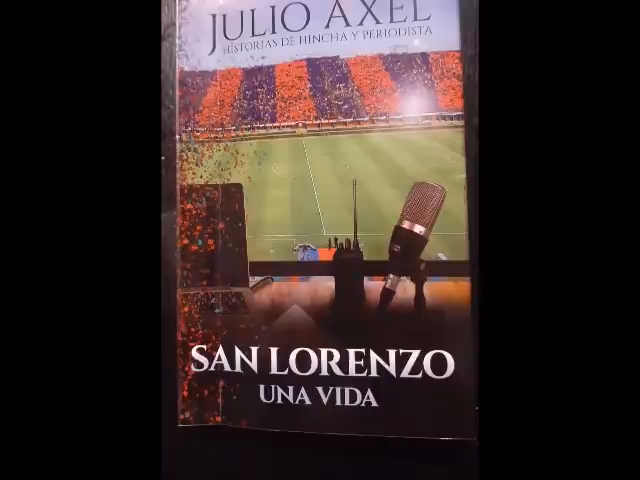 JULIO AXEL
HISTORIAS DE HINCHA Y PERIODISTA
SAN LORENZO
UNA VIDA